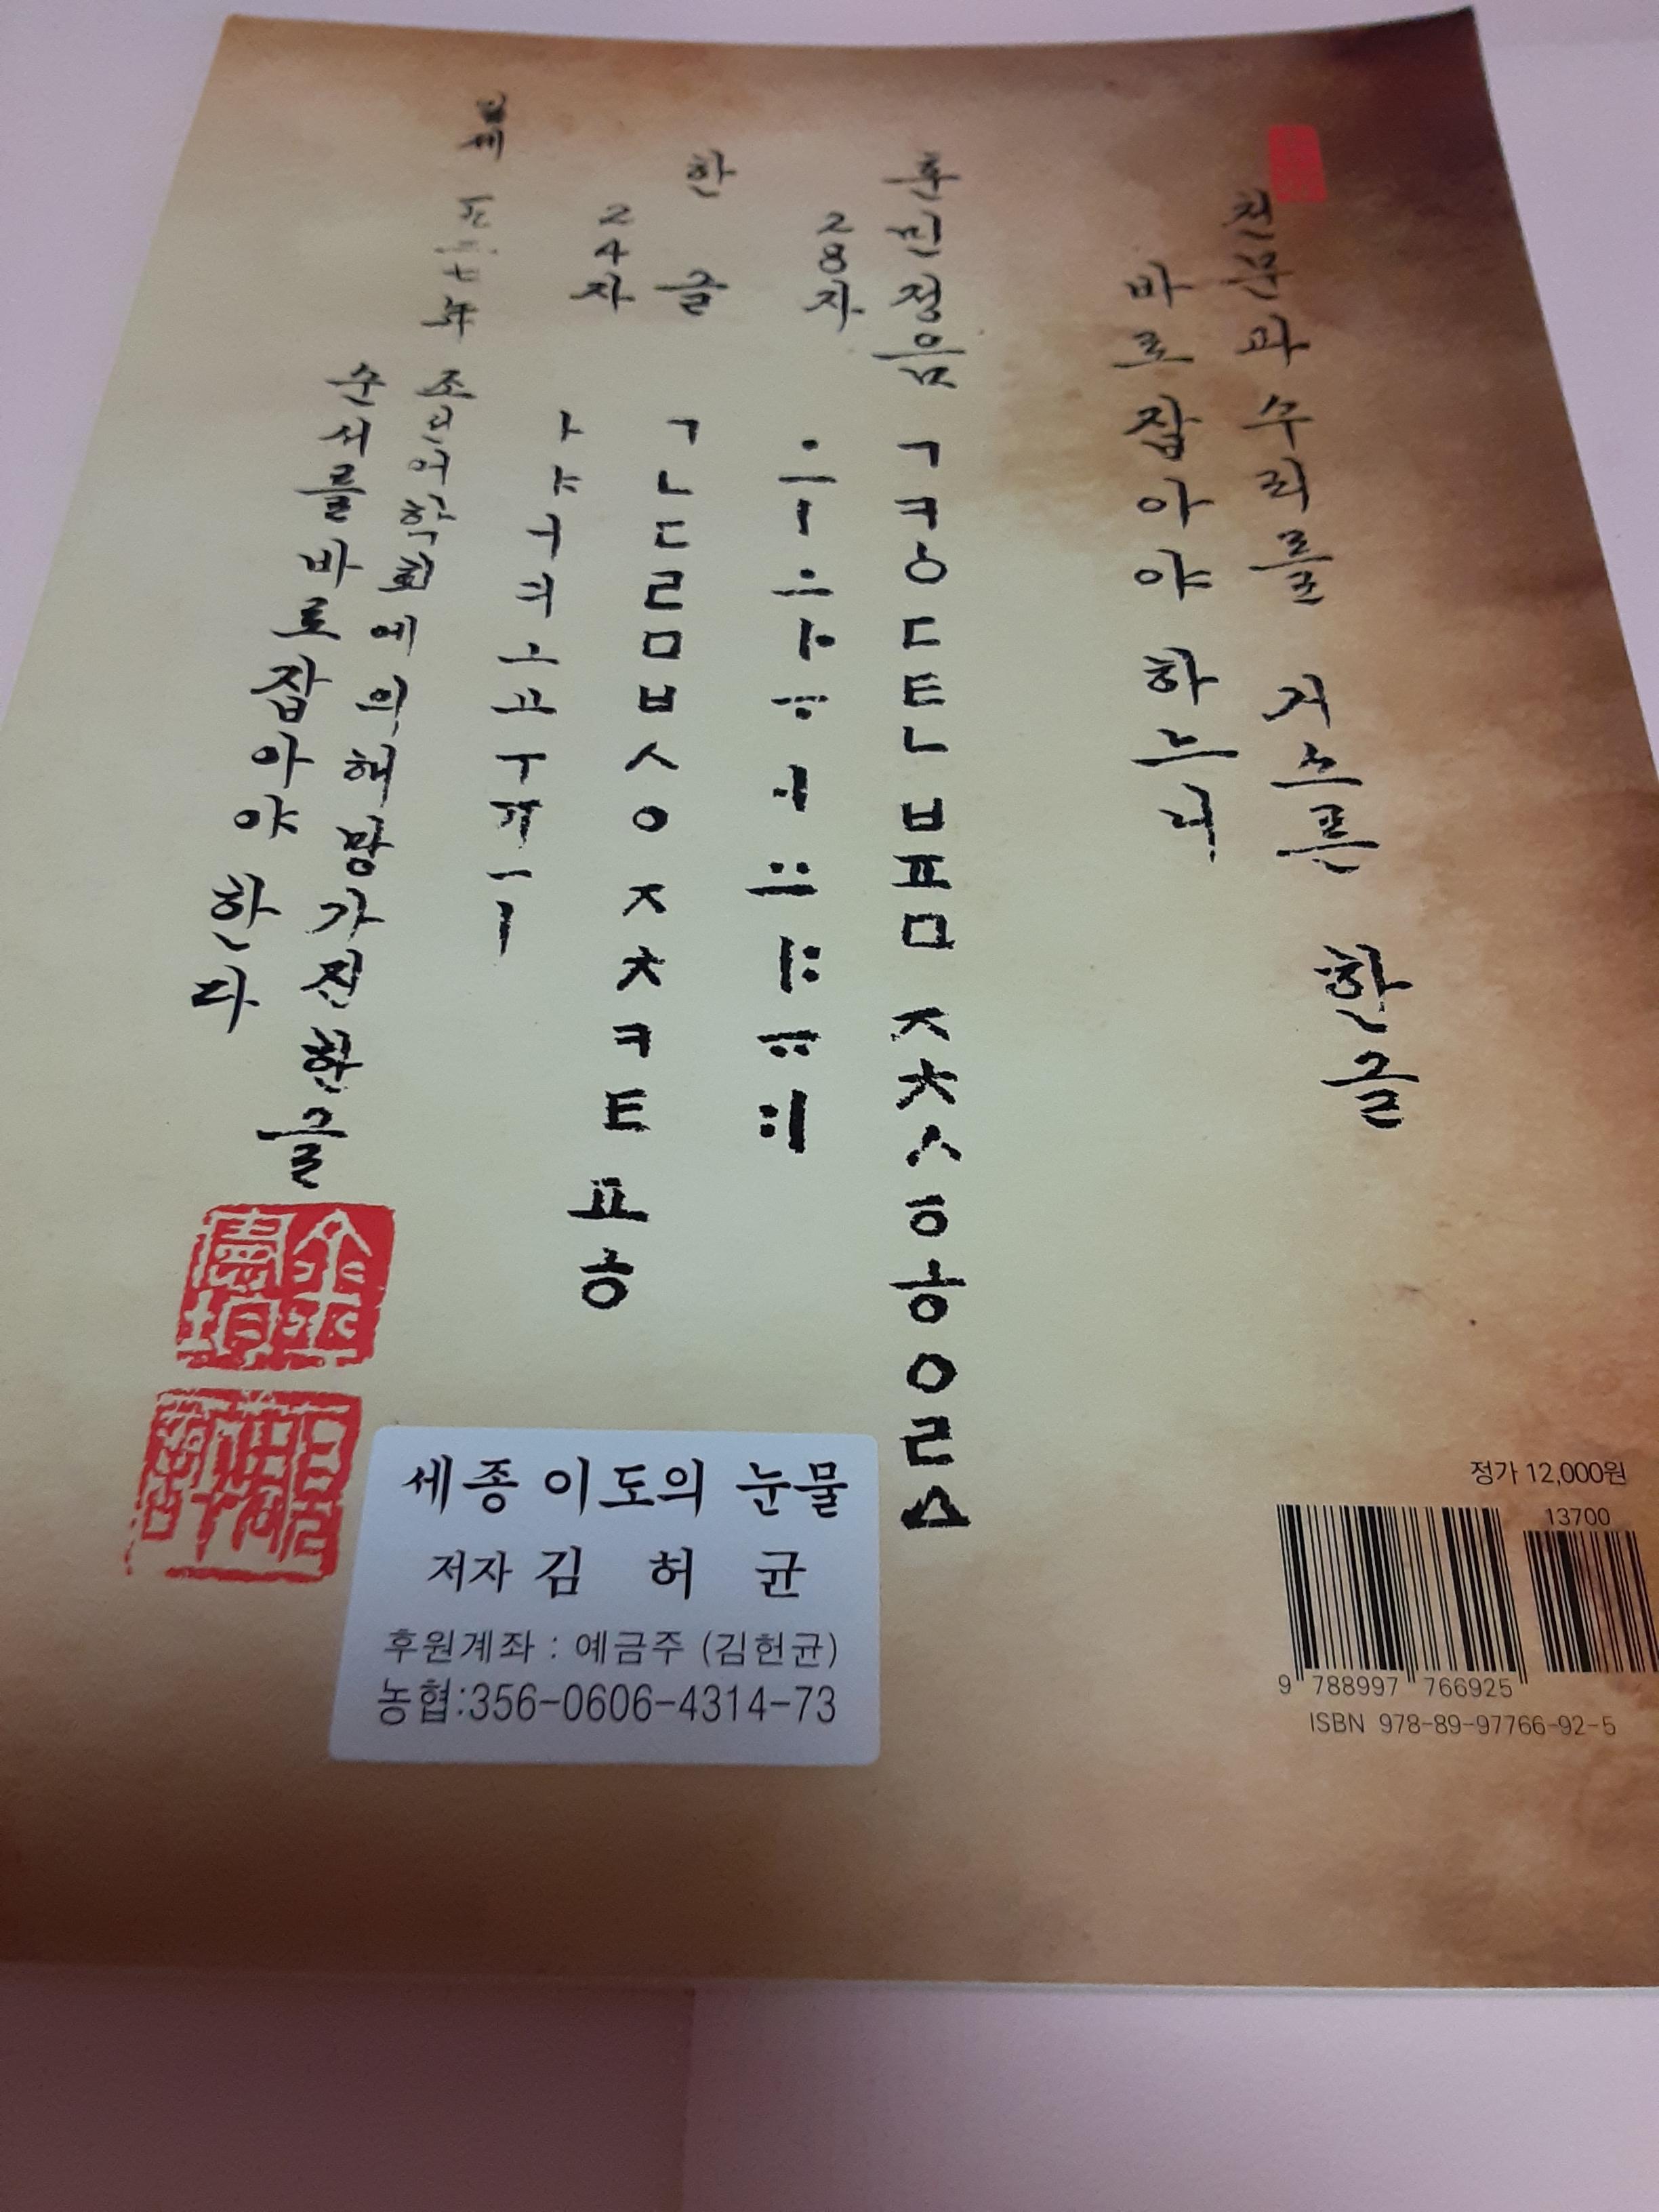 천문과 수리를 거스른 한글
바로 잡아야 하느니
훈민정음 ㄱㅋㆁㄷㅌㄴㅂㅍㅁㅈㅊㅅㆆㅎㅇㄹㅿ
28자 ㆍㅡㅣㅗㅏㅜㅓㅛㅑㅠㅕ
한글 ㄱㄴㄷㄹㅁㅂㅅㅇㅈㅊㅋㅌㅍㅎ
24자 ㅏㅑㅓㅕㅗㅛㅜㅠㅡㅣ
일제 年 조선어학회에 의해 망가진 한글
순서를 바로 잡아야 한다
세종 이도의 눈물
저자 김 허 균
후원계좌 : 예금주 (김헌균)
농협:356-0606-4314-73
정가 12,000원
13700
9 788997 766925
ISBN 978-89-97766-92-5